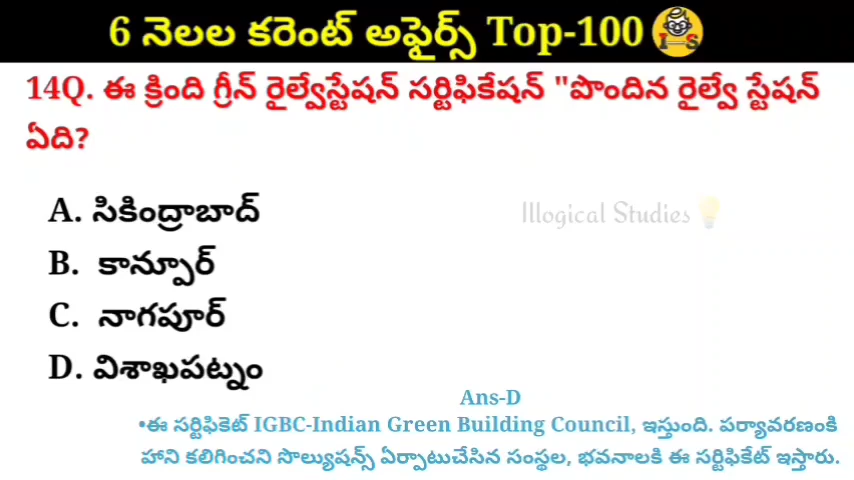 6 నెలల కరెంట్ అఫైర్స్ Top-100
I-S
14Q. ఈ క్రింది గ్రీన్ రైల్వేస్టేషన్ సర్టిఫికేషన్ "పొందిన రైల్వే స్టేషన్
ఏది?
A. సికింద్రాబాద్
Illogical Studies
B. కాన్పూర్
C. నాగపూర్
D. విశాఖపట్నం
Ans-D
•ఈ సర్టిఫికెట్ IGBC-Indian Green Building Council, ఇస్తుంది. పర్యావరణంకి
హాని కలిగించని సొల్యుషన్స్ ఏర్పాటుచేసిన సంస్థల, భవనాలకి ఈ సర్టిఫికేట్ ఇస్తారు.